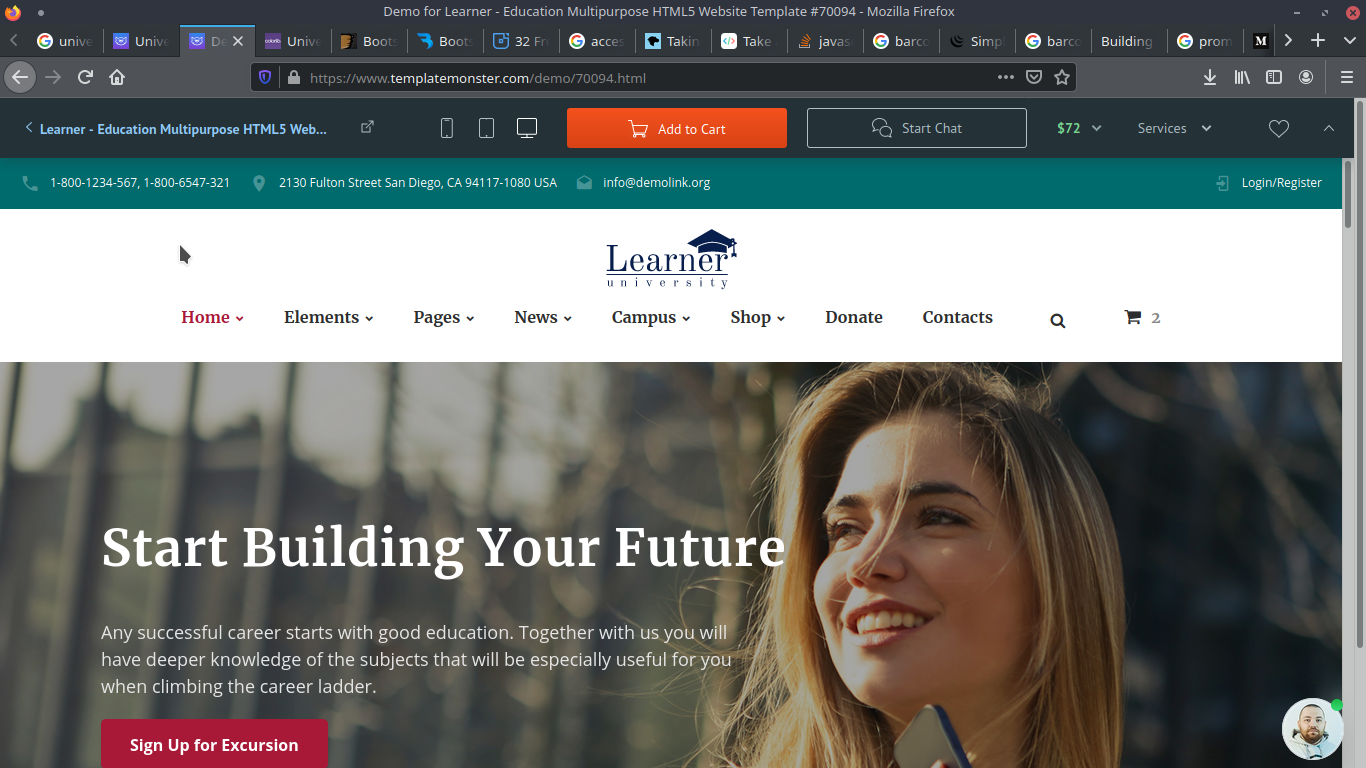 Demo for Learner - Education Multipurpose HTML5 Website Template #70094 - Mozilla Firefox
unive Unive De Unive Boots Boots 32 Fre acces Takin Take javas barco Simpl barco Building prom
https://www.templatemonster.com/demo/70094.html
Learner - Education Multipurpose HTML5 Web... Add to Cart Start Chat $72 Services
1-800-1234-567, 1-800-6547-321 2130 Fulton Street San Diego, CA 94117-1080 USA info@demolink.org Login/Register
Learner
university
Home Elements Pages News Campus Shop Donate Contacts 2
Start Building Your Future
Any successful career starts with good education. Together with us you will
have deeper knowledge of the subjects that will be especially useful for you
when climbing the career ladder.
Sign Up for Excursion